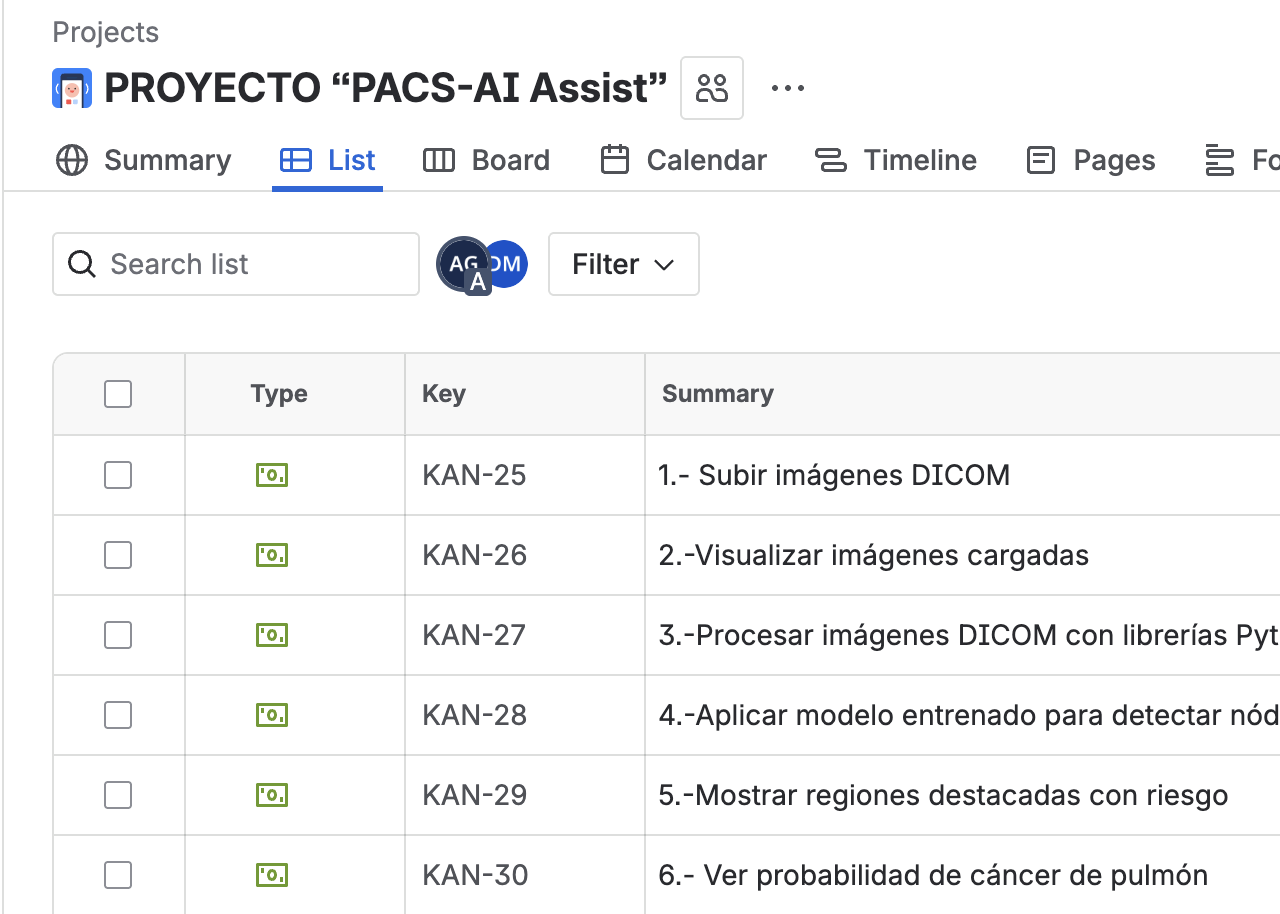 Projects
PROYECTO “PACS-AI Assist”
Summary List Board Calendar Timeline Pages
Search list AG A DM Filter
Type Key Summary
KAN-25 1.- Subir imágenes DICOM
KAN-26 2.-Visualizar imágenes cargadas
KAN-27 3.-Procesar imágenes DICOM con librerías
KAN-28 4.-Aplicar modelo entrenado para detectar
KAN-29 5.-Mostrar regiones destacadas con riesgo
KAN-30 6.- Ver probabilidad de cáncer de pulmón